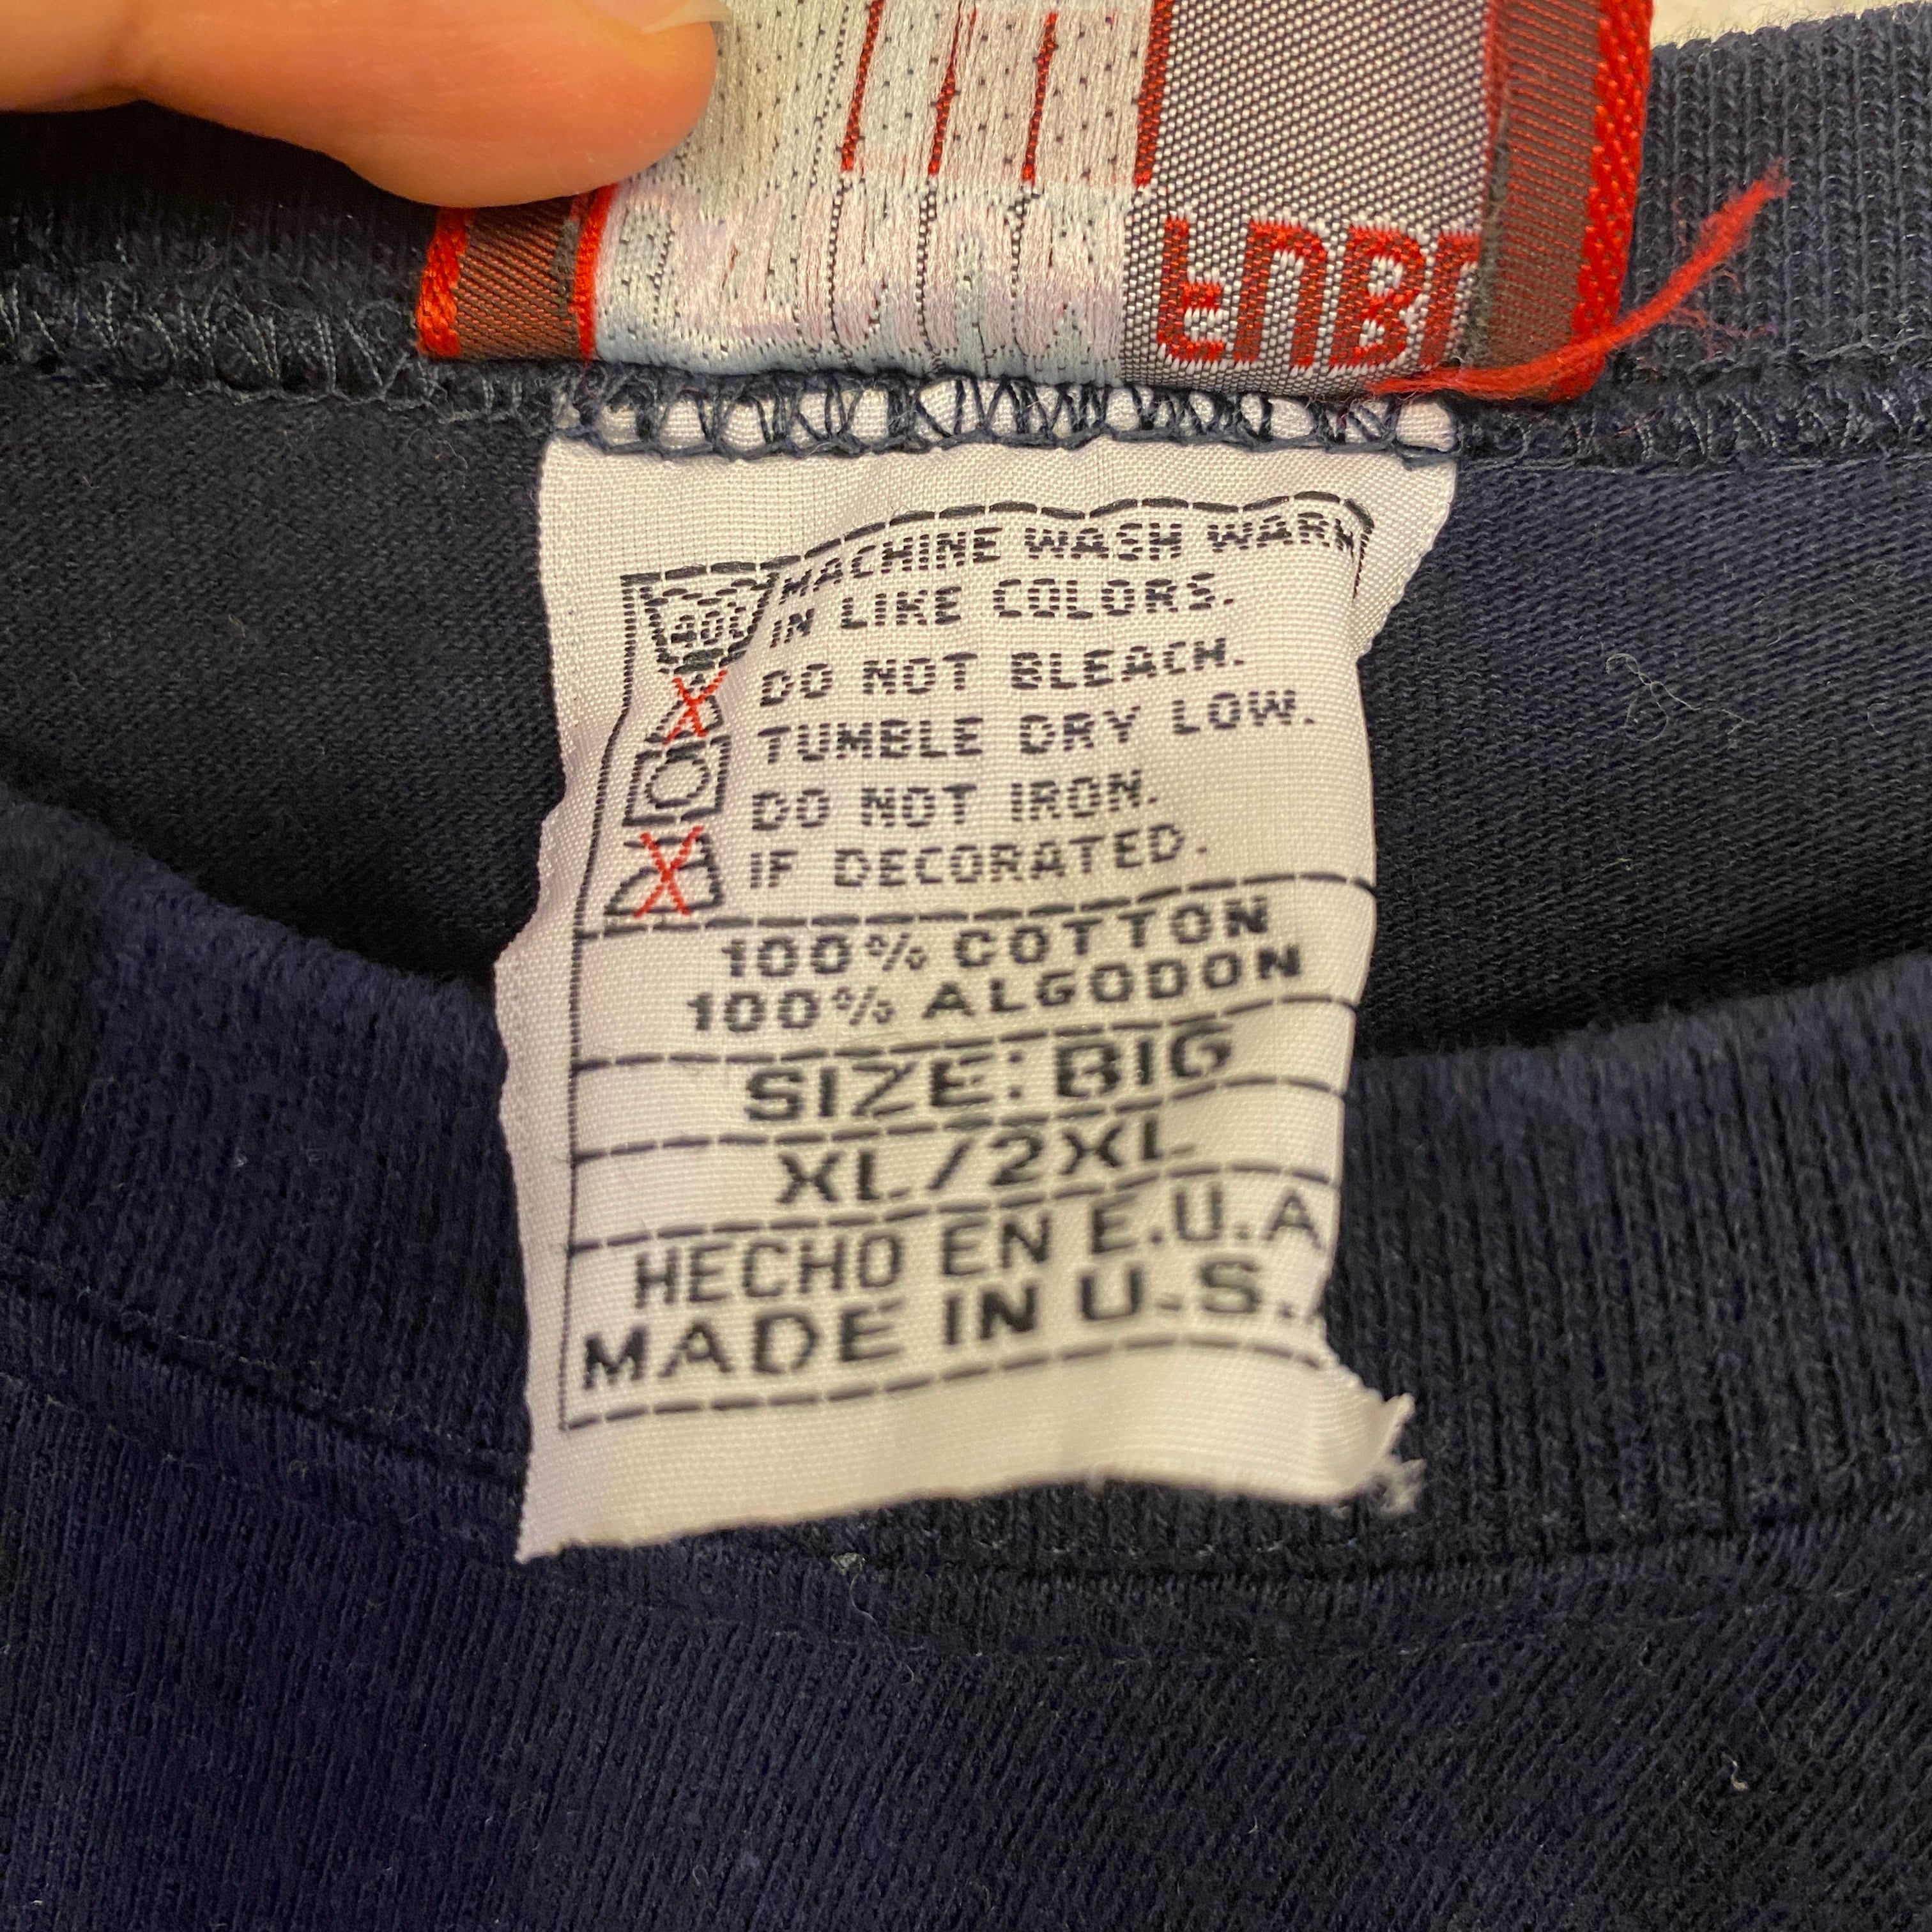 MACHINE WASH WARM
IN LIKE COLORS.
40C
DO NOT BLEACH.
TUMBLE DRY LOW.
DO NOT IRON.
IF DECORATED.
100% COTTON
100% ALGODON
SIZE: BIG
XL/2XL
HECHO EN E.U.A
MADE IN U.S.